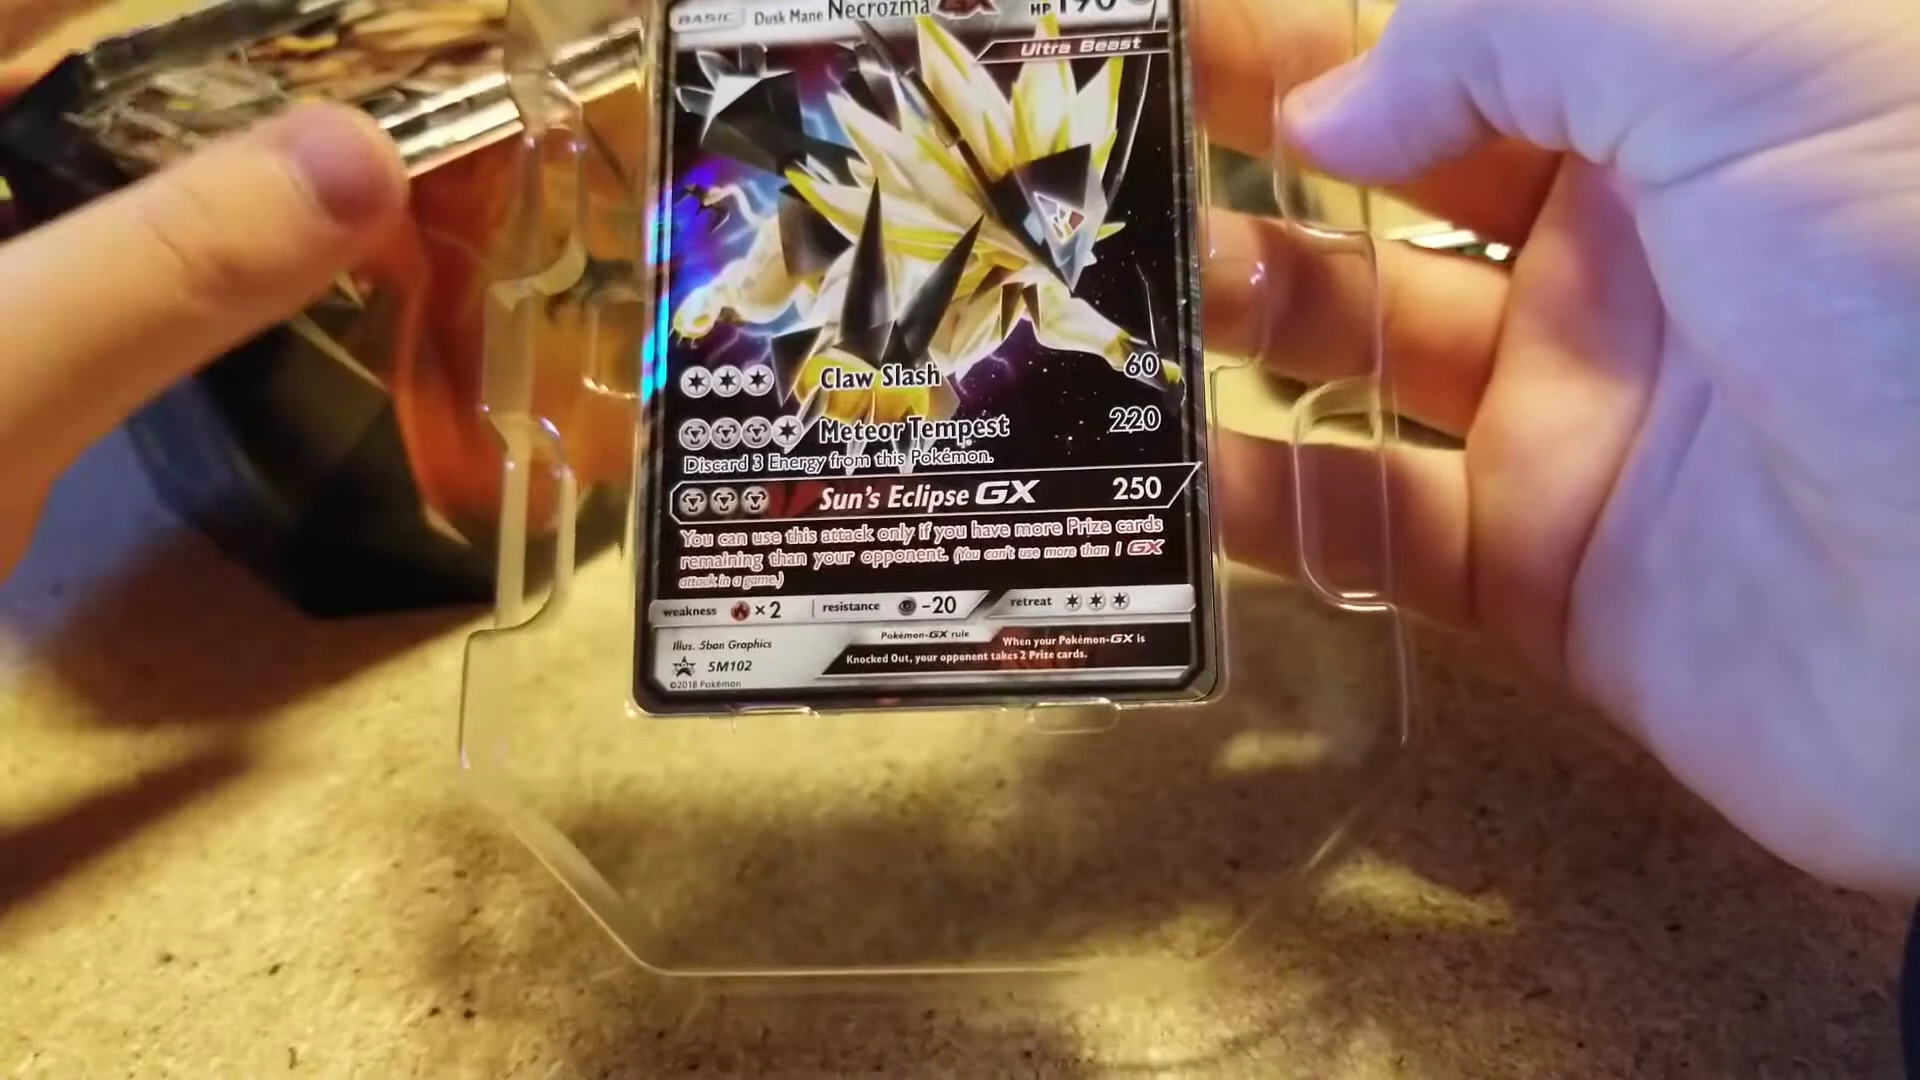 BASIC Dusk Mane Necrozma GX HP 190
Ultra Beast
Claw Slash 60
Meteor Tempest 220
Discard 3 Energy from this Pokémon.
Sun's Eclipse GX 250
You can use this attack only if you have more Prize cards
remaining than your opponent. (You can't use more than 1 GX
attack in a game.)
weakness ×2 resistance -20 retreat
Illus. 5ban Graphics
Pokémon-GX rule
When your Pokémon-GX is
Knocked Out, your opponent takes 2 Prize cards.
SM102
©2018 Pokémon